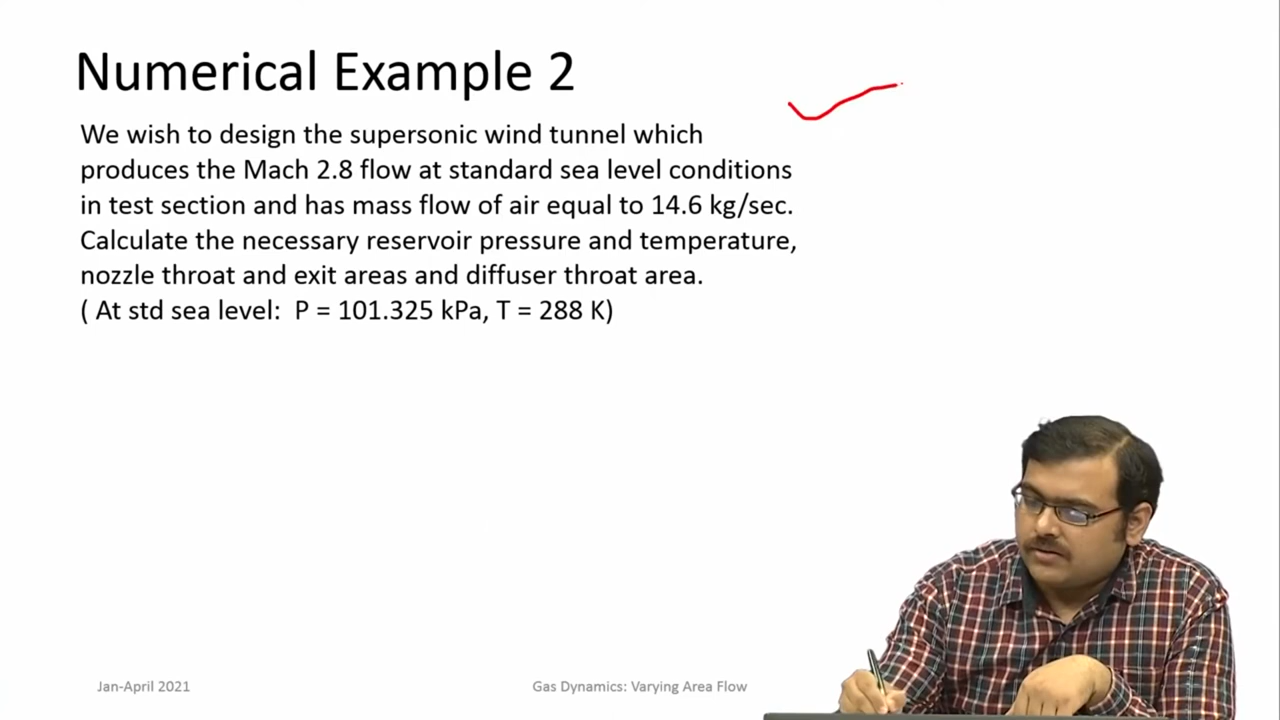 Numerical Example 2
We wish to design the supersonic wind tunnel which
produces the Mach 2.8 flow at standard sea level conditions
in test section and has mass flow of air equal to 14.6 kg/sec.
Calculate the necessary reservoir pressure and temperature,
nozzle throat and exit areas and diffuser throat area.
( At std sea level:  P = 101.325 kPa, T = 288 K)
Jan-April 2021
Gas Dynamics: Varying Area Flow